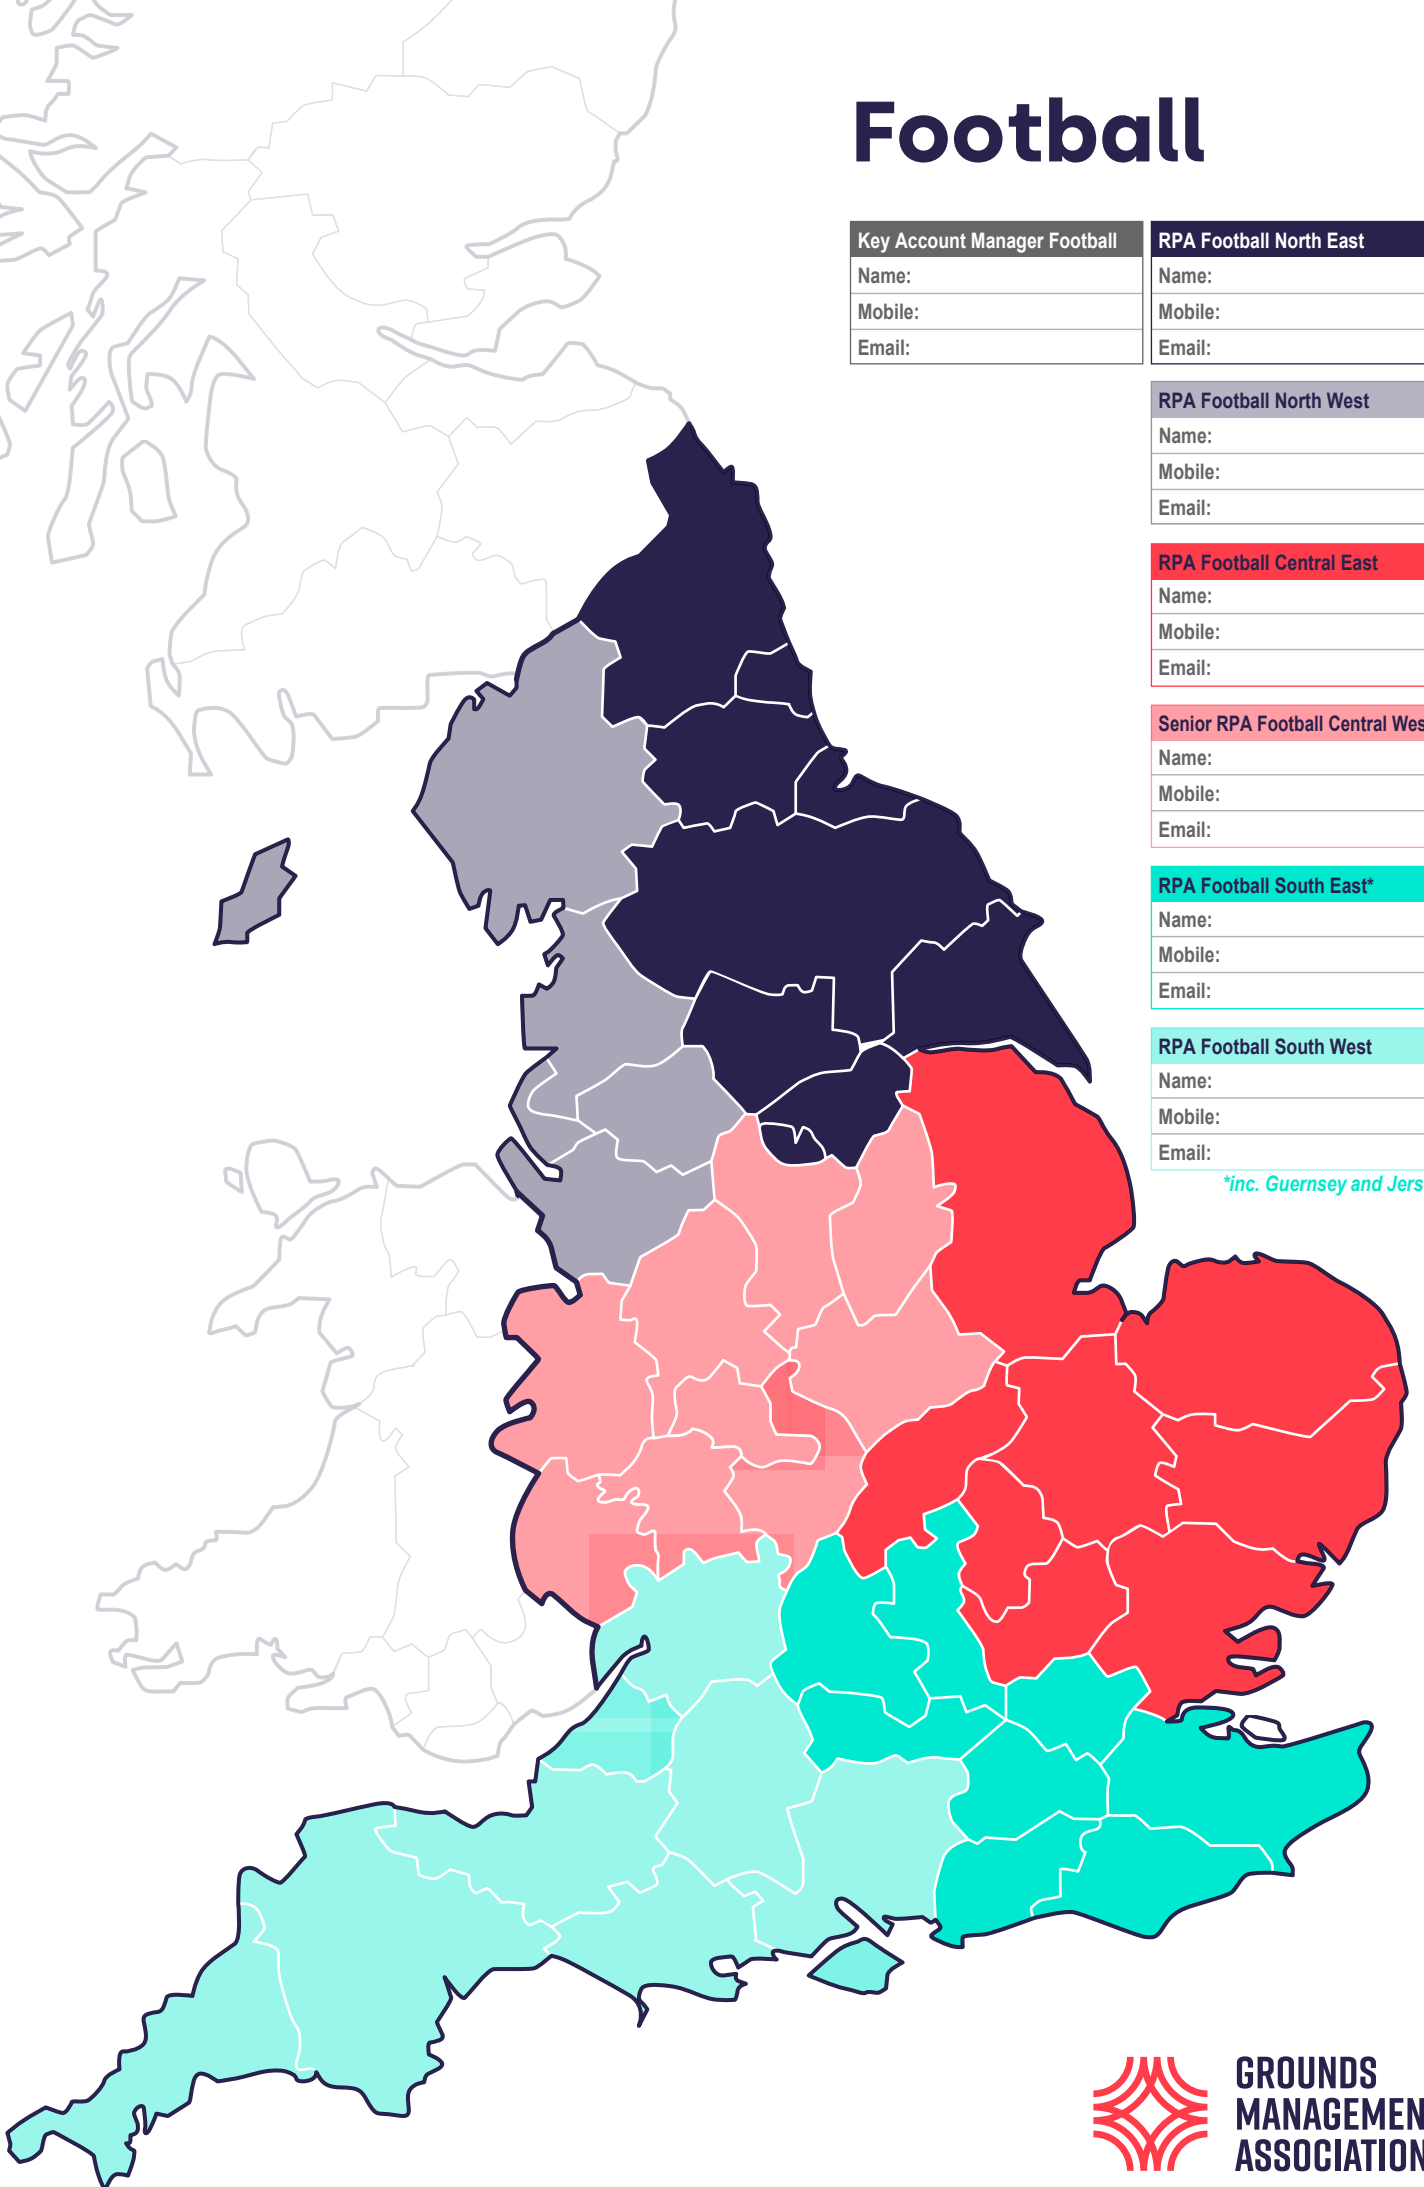 Football
Key Account Manager Football
Name:
Mobile:
Email:
RPA Football North East
Name:
Mobile:
Email:
RPA Football North West
Name:
Mobile:
Email:
RPA Football Central East
Name:
Mobile:
Email:
Senior RPA Football Central Wes
Name:
Mobile:
Email:
RPA Football South East*
Name:
Mobile:
Email:
RPA Football South West
Name:
Mobile:
Email:
*inc. Guernsey and Jers
GROUNDS
MANAGEMEN
ASSOCIATION